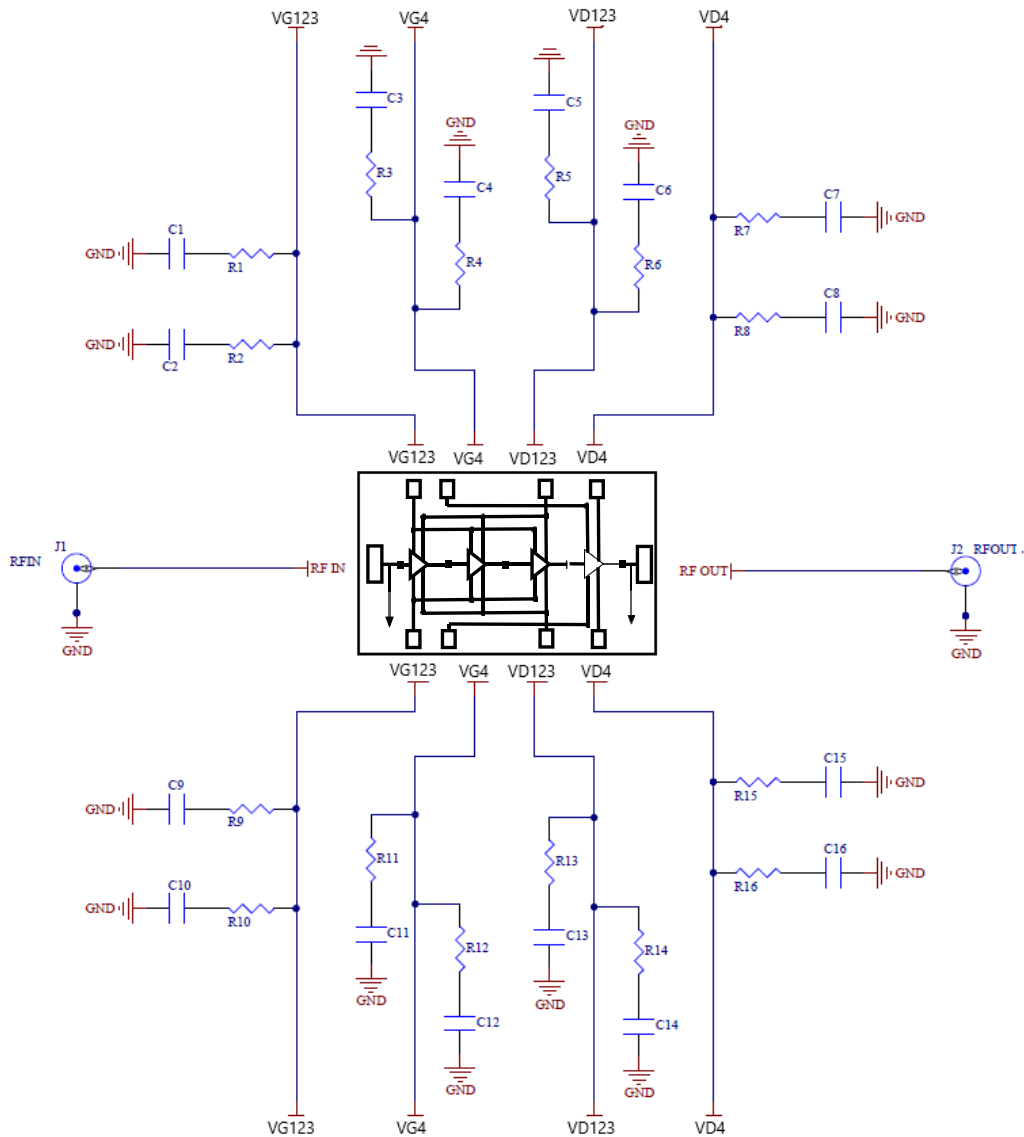 VG123 VG4 VD123 VD4
C3 C5
GND GND
R3 C4 R5 C6
C1 C7
GND R1 R4 R6 R7 GND
C8
GND C2 R2 R8 GND
VG123 VG4 VD123 VD4
RFIN J1 RF IN RF OUT J2 RFOUT .
GND GND
VG123 VG4 VD123 VD4
C9 C15
GND R9 R15 GND
R11 R13
C10 C16
GND R10 R16 GND
C11 R12 C13 R14
GND GND
C12 C14
GND GND
VG123 VG4 VD123 VD4